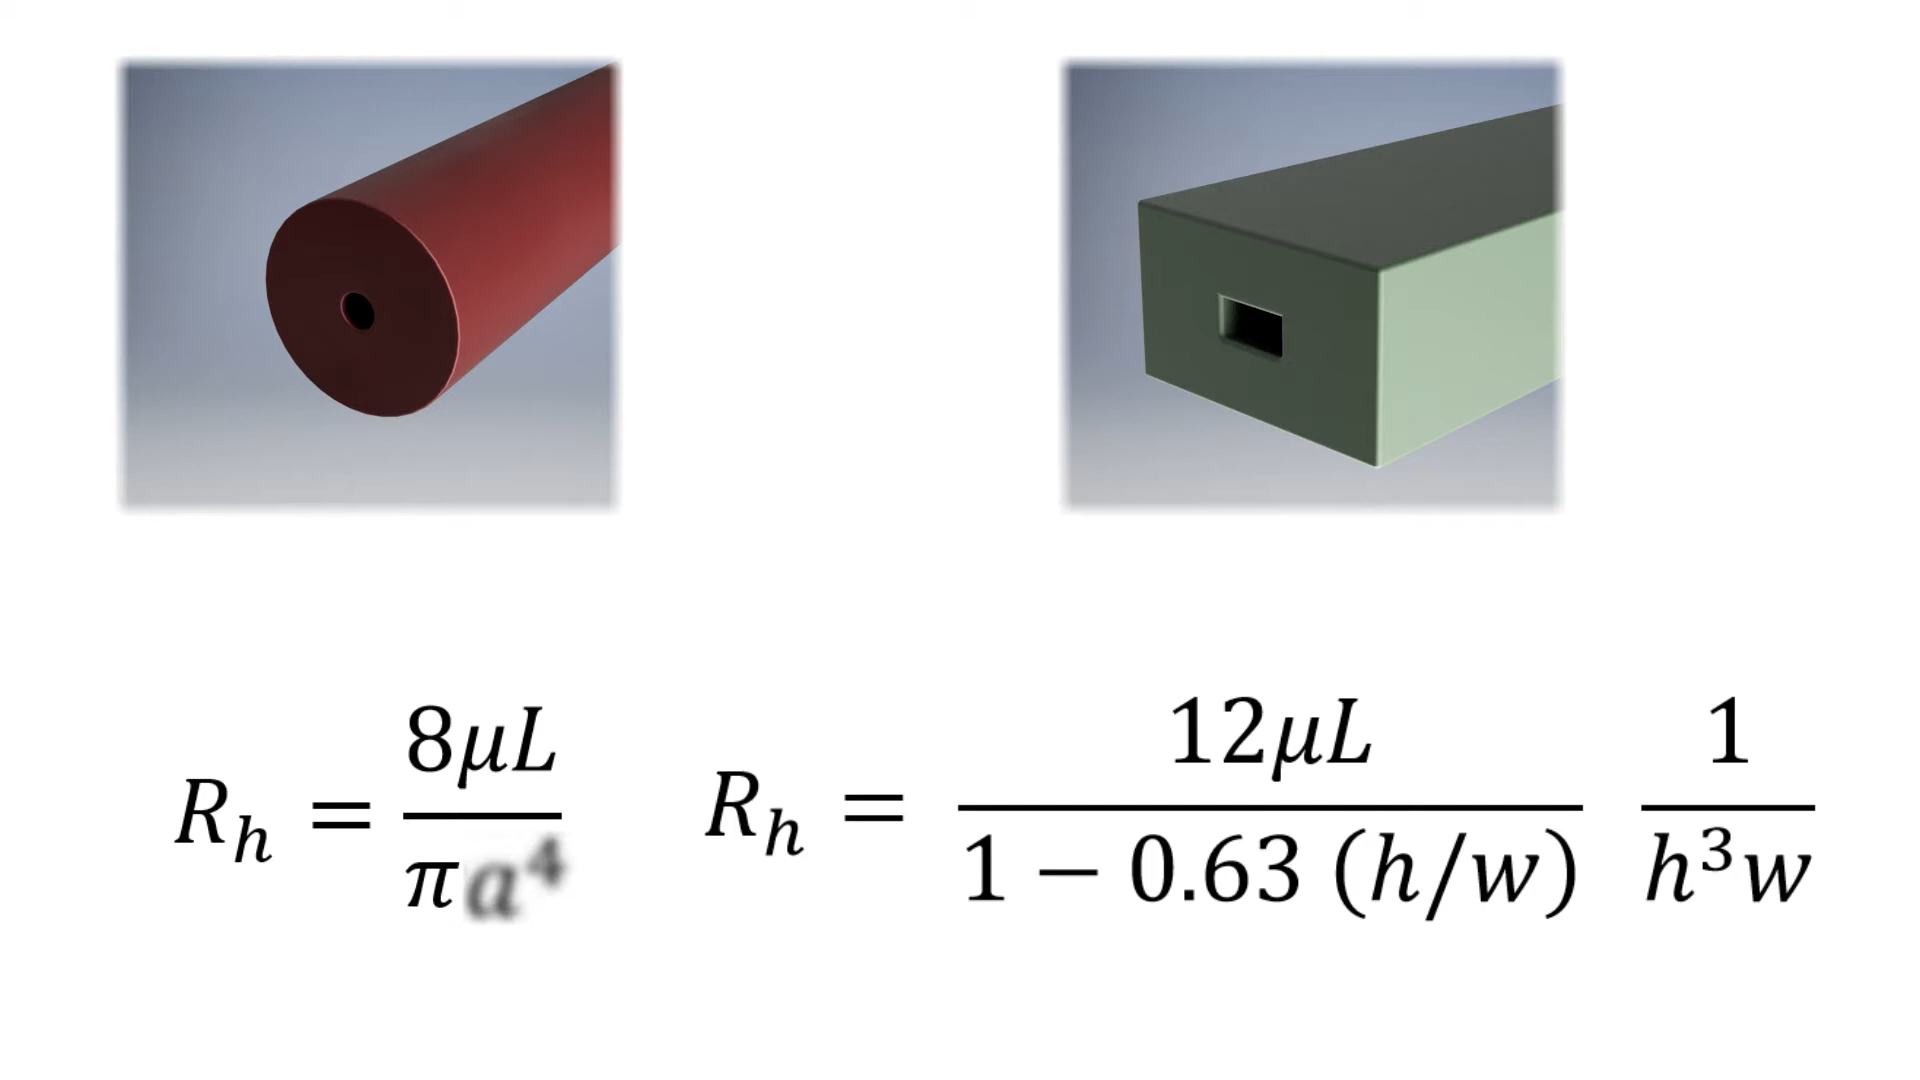 R_h = 8μL / πa⁴
R_h = 12μL / 1 − 0.63 (h/w) 1 / h³w